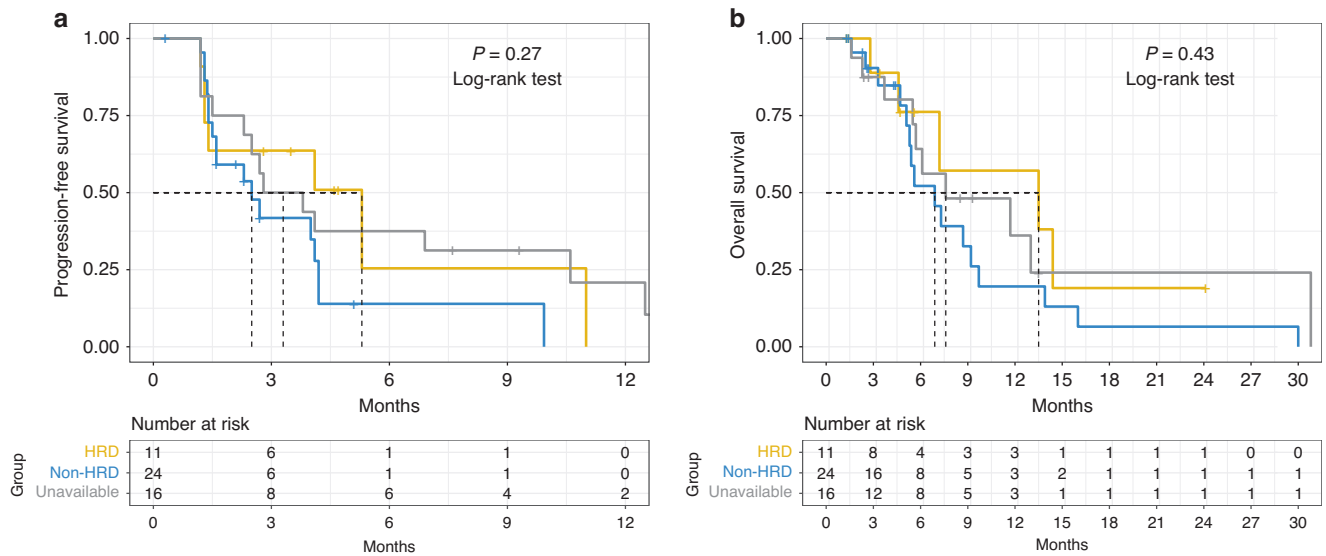 a
1.00
0.75
0.50
0.25
0.00
Progression-free survival
P = 0.27
Log-rank test
0 3 6 9 12
Months
Number at risk
Group
HRD 11 6 1 1 0
Non-HRD 24 6 1 1 0
Unavailable 16 8 6 4 2
0 3 6 9 12
Months
b
1.00
0.75
0.50
0.25
0.00
Overall survival
P = 0.43
Log-rank test
0 3 6 9 12 15 18 21 24 27 30
Months
Number at risk
Group
HRD 11 8 4 3 3 1 1 1 1 0 0
Non-HRD 24 16 8 5 3 2 1 1 1 1 1
Unavailable 16 12 8 5 3 1 1 1 1 1 1
0 3 6 9 12 15 18 21 24 27 30
Months